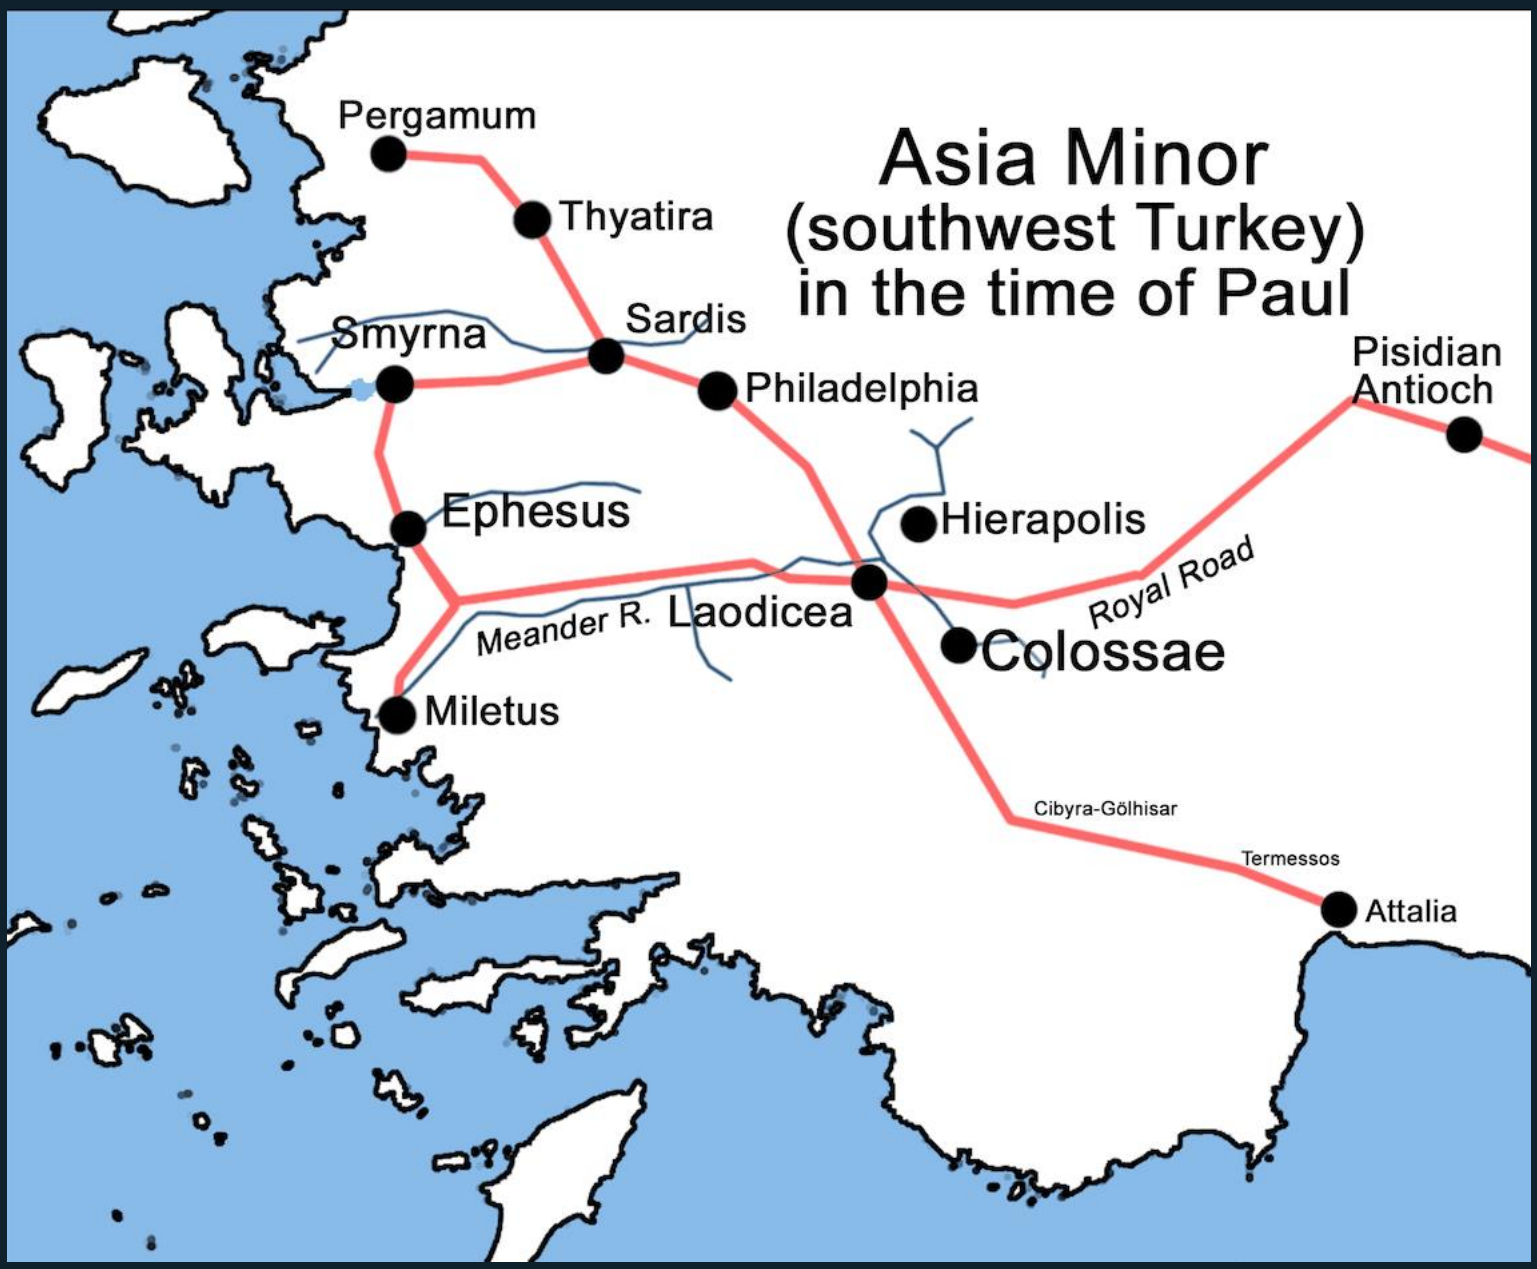 Pergamum
Asia Minor
(southwest Turkey)
in the time of Paul
Thyatira
Sardis
Smyrna
Philadelphia
Pisidian
Antioch
Ephesus
Hierapolis
Royal Road
Meander R.
Laodicea
Colossae
Miletus
Cibyra-Gölhisar
Termessos
Attalia